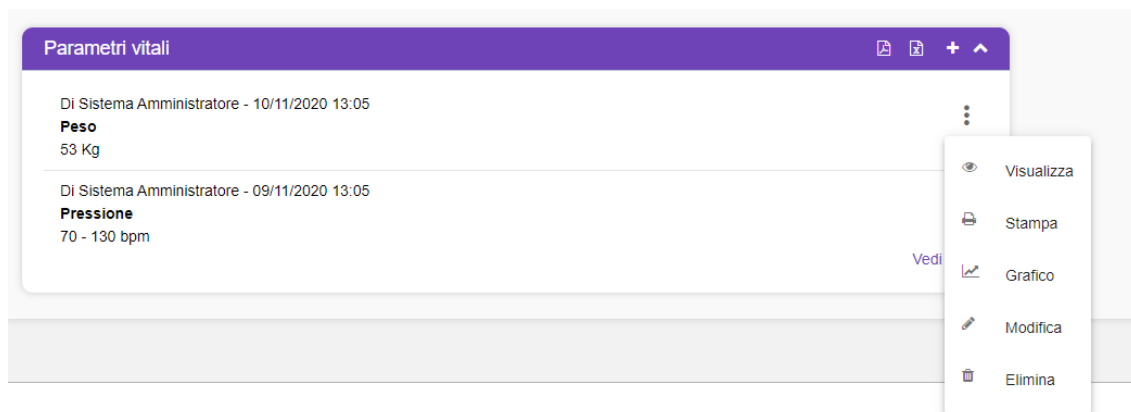 Parametri vitali
Di Sistema Amministratore - 10/11/2020 13:05
Peso
53 Kg
Di Sistema Amministratore - 09/11/2020 13:05
Pressione
70 - 130 bpm
Vedi
Visualizza
Stampa
Grafico
Modifica
Elimina